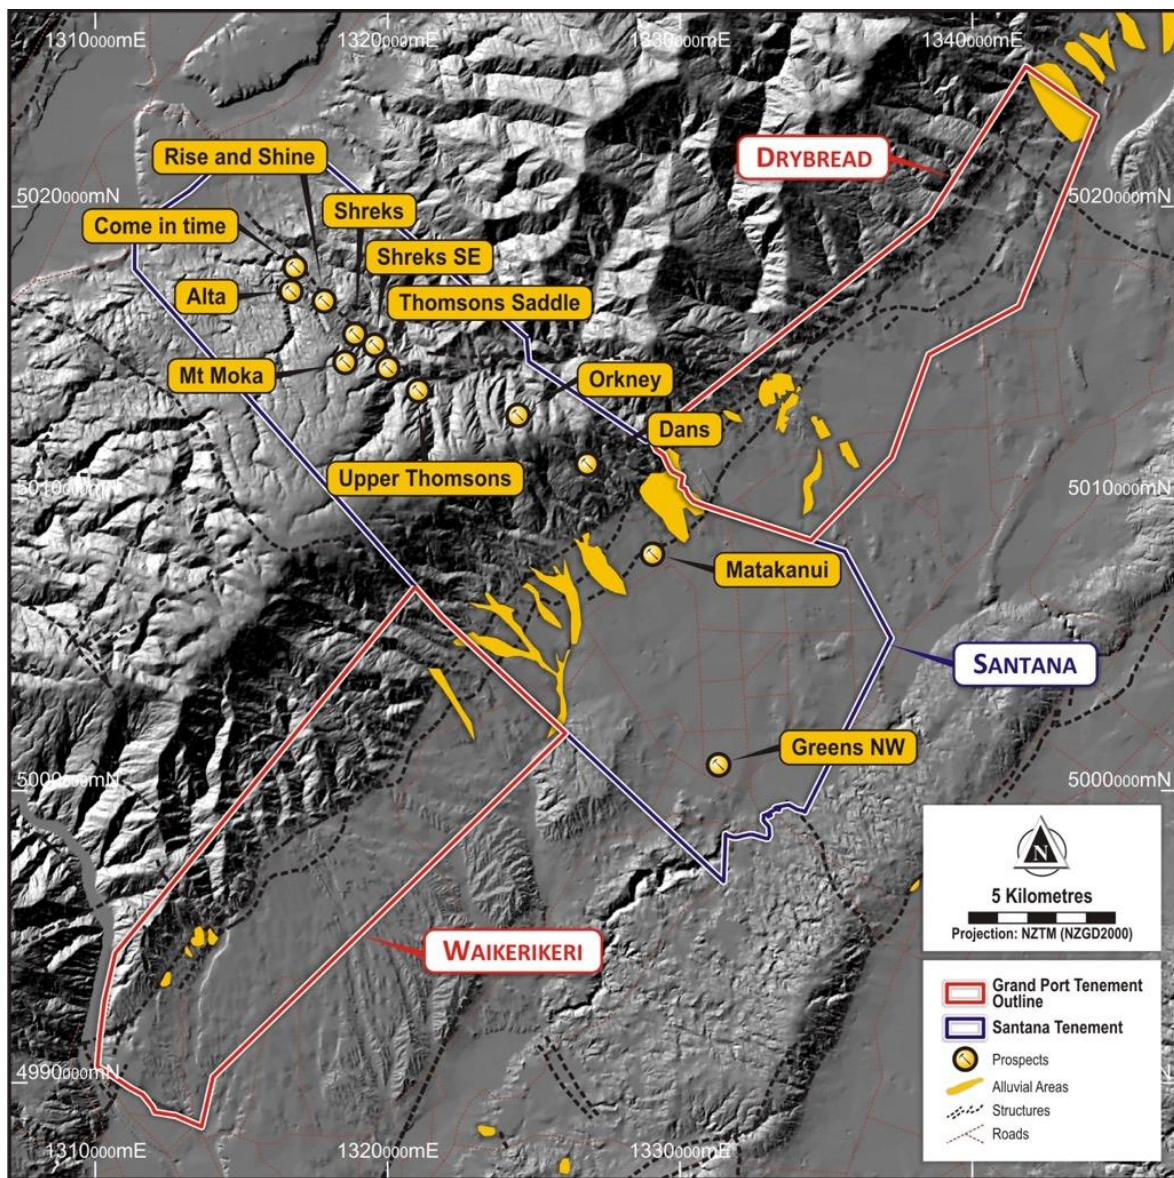 1310000mE
1320000mE
1330000mE
1340000mE
Rise and Shine
DRYBREAD
5020000mN
5020000mN
Shreks
Come in time
Shreks SE
Alta
Thomsons Saddle
Mt Moka
Orkney
Dans
Upper Thomsons
5010000mN
5010000mN
Matakanui
SANTANA
Greens NW
5000000mN
5000000mN
N
5 Kilometres
Projection: NZTM (NZGD2000)
WAIKERIKERI
Grand Port Tenement
Outline
Santana Tenement
Prospects
Alluvial Areas
Structures
Roads
4990000mN
1310000mE
1320000mE
1330000mE